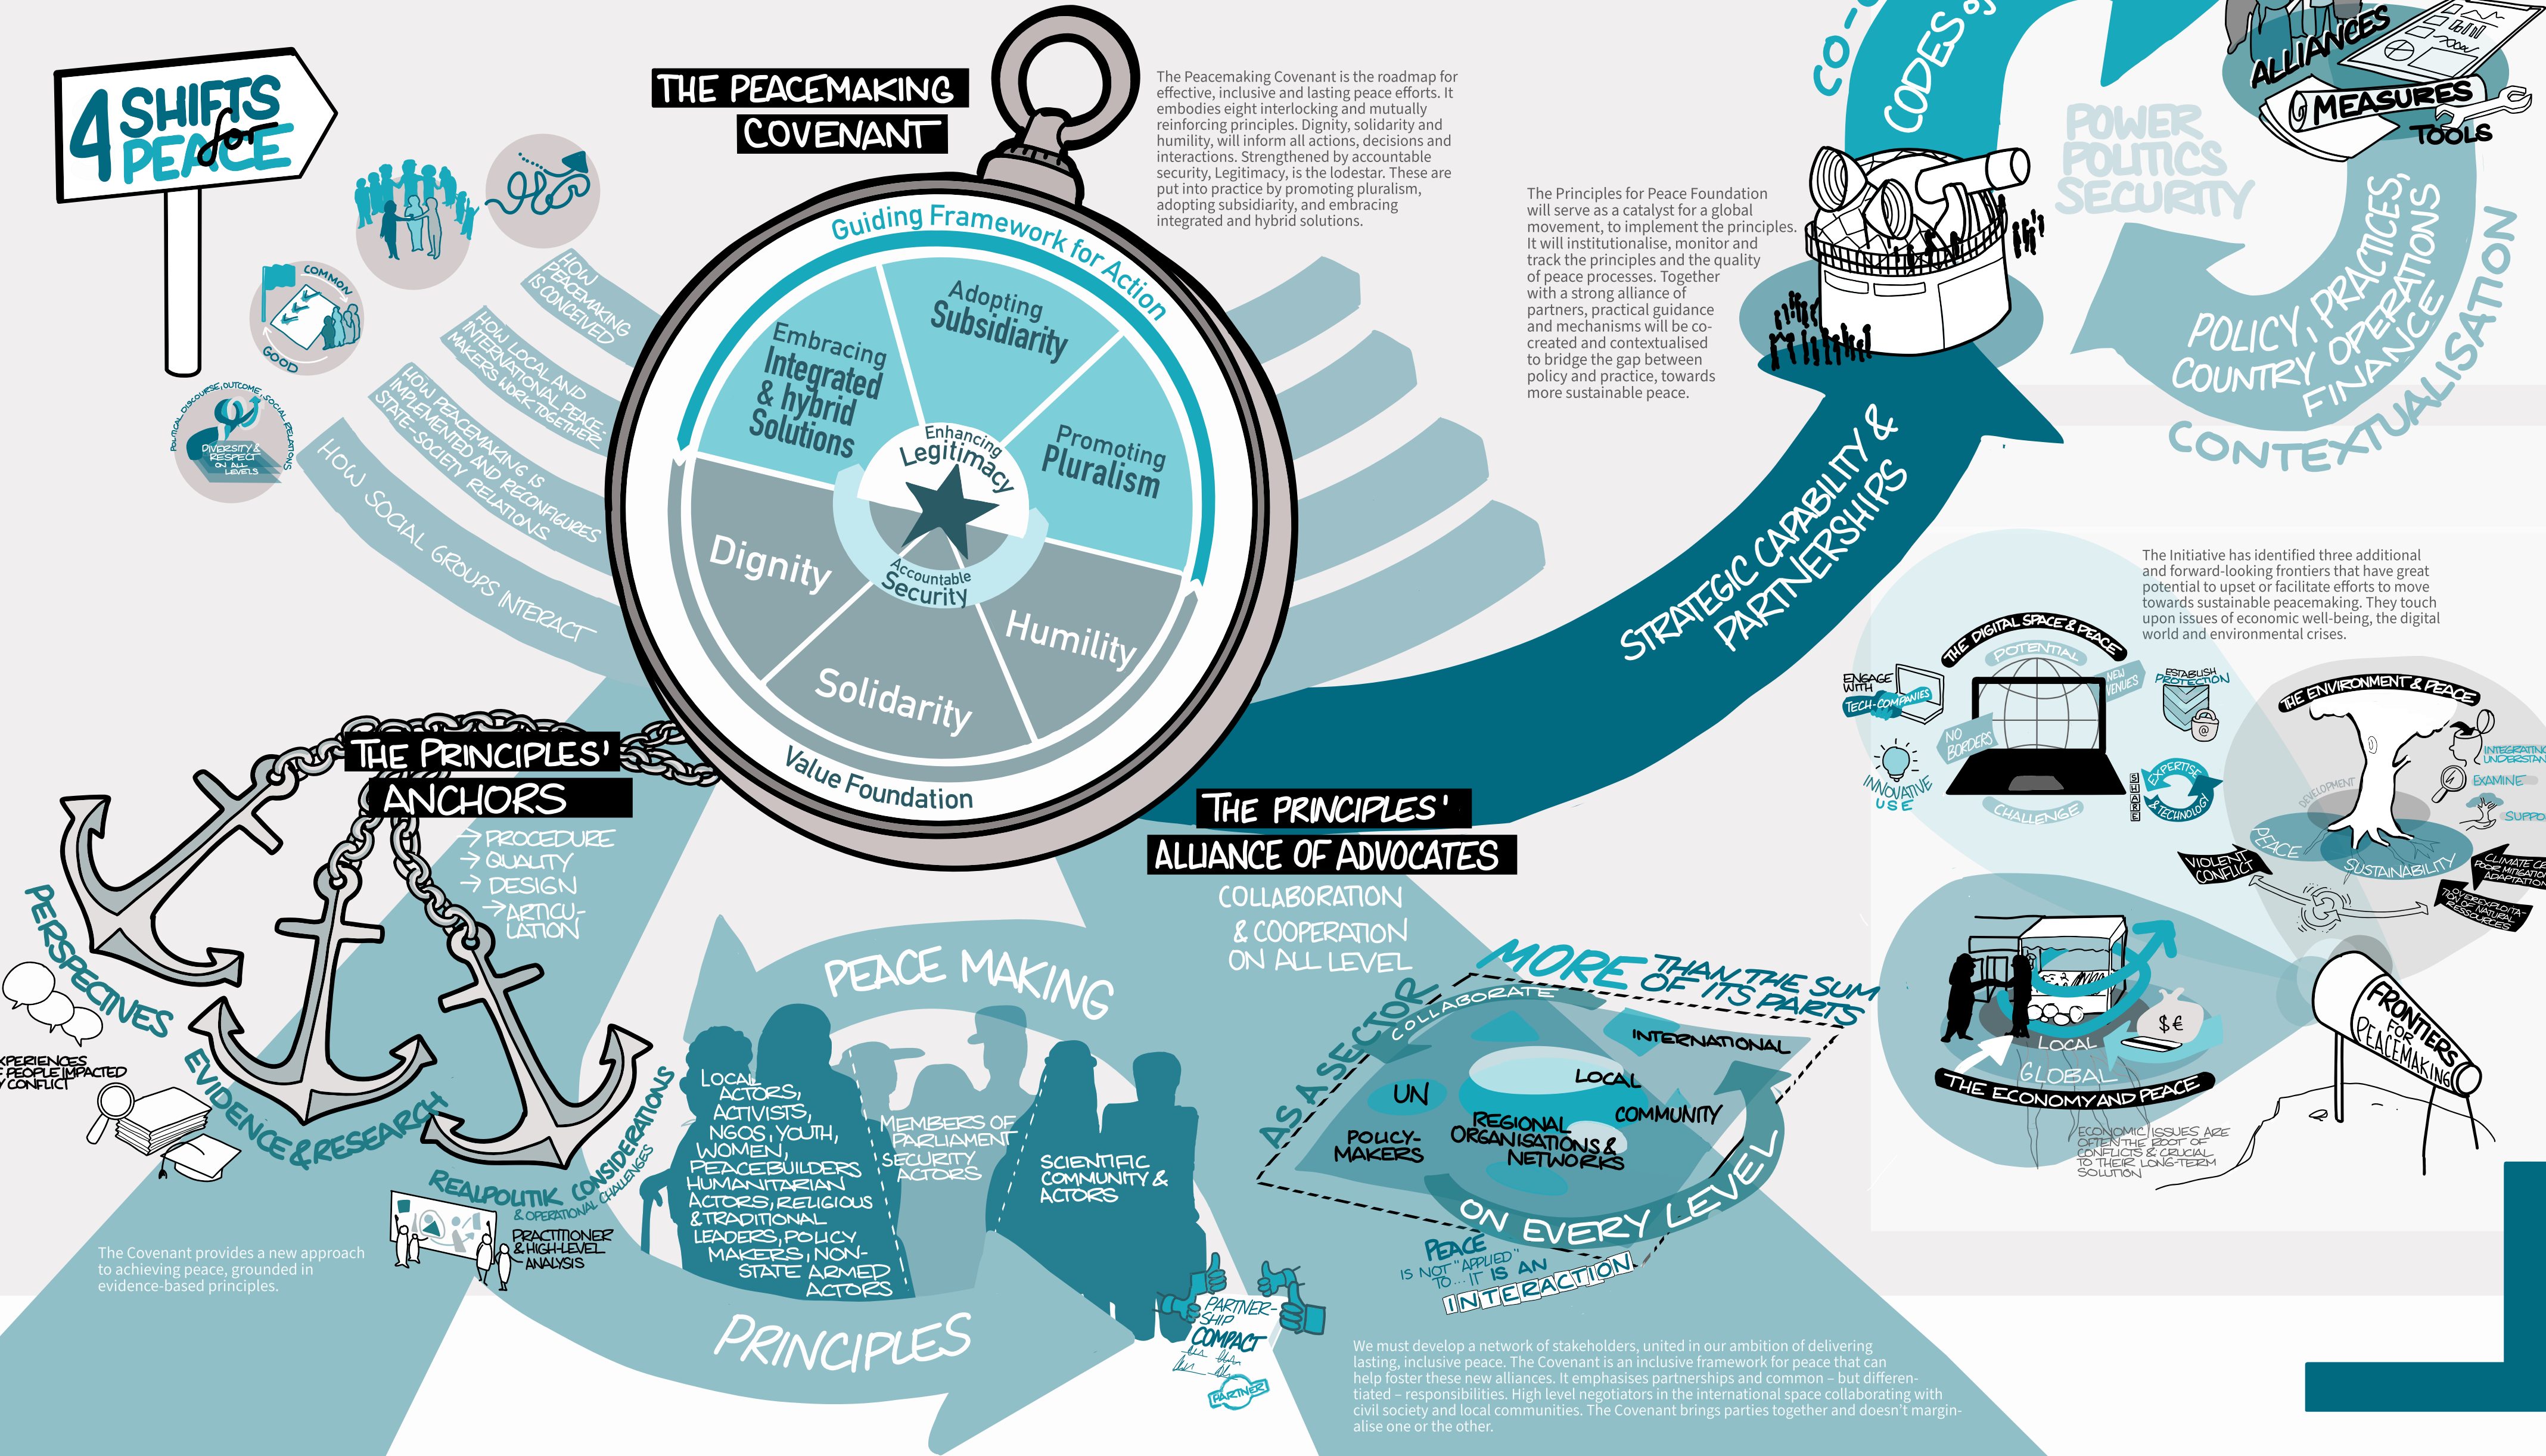 4 SHIFTS
for
PEACE
COMMON
GOOD
POLITICAL DISCOURSE, OUTCOME, SOCIAL RELATIONS
DIVERSITY &
RESPECT
ON ALL
LEVELS
HOW
PEACEMAKING
IS CONCEIVED
HOW LOCAL AND
INTERNATIONAL PEACE-
MAKERS WORK TOGETHER
HOW PEACEMAKING IS
IMPLEMENTED AND RECONFIGURES
STATE-SOCIETY RELATIONS
HOW SOCIAL GROUPS INTERACT
THE PEACEMAKING
COVENANT
The Peacemaking Covenant is the roadmap for
effective, inclusive and lasting peace efforts. It
embodies eight interlocking and mutually
reinforcing principles. Dignity, solidarity and
humility, will inform all actions, decisions and
interactions. Strengthened by accountable
security, Legitimacy, is the lodestar. These are
put into practice by promoting pluralism,
adopting subsidiarity, and embracing
integrated and hybrid solutions.
Guiding Framework for Action
Embracing
Integrated
& hybrid
Solutions
Adopting
Subsidiarity
Promoting
Pluralism
Enhancing
Legitimacy
Accountable
Security
Dignity
Solidarity
Humility
Value Foundation
The Principles for Peace Foundation
will serve as a catalyst for a global
movement, to implement the principles.
It will institutionalise, monitor and
track the principles and the quality
of peace processes. Together
with a strong alliance of
partners, practical guidance
and mechanisms will be co-
created and contextualised
to bridge the gap between
policy and practice, towards
more sustainable peace.
CO-
CODES of
ALLIANCES
MEASURES
TOOLS
POWER
POLITICS
SECURITY
POLICY, PRACTICES,
COUNTRY OPERATIONS
FINANCE
CONTEXTUALISATION
STRATEGIC CAPABILITY &
PARTNERSHIPS
The Initiative has identified three additional
and forward-looking frontiers that have great
potential to upset or facilitate efforts to move
towards sustainable peacemaking. They touch
upon issues of economic well-being, the digital
world and environmental crises.
THE DIGITAL SPACE & PEACE
POTENTIAL
ENGAGE
WITH
TECH-COMPANIES
NEW
VENUES
ESTABLISH
PROTECTION
@
NO
BORDERS
INNOVATIVE
USE
CHALLENGE
SHARE
EXPERTISE
& TECHNOLOGY
THE ENVIRONMENT & PEACE
INTEGRATING
UNDERSTAN
EXAMINE
SUPPO
DEVELOPMENT
PEACE
SUSTAINABILITY
VIOLENT
CONFLICT
CLIMATE
POOR MITIGATION
ADAPTATION
OVEREXPLOITA-
TION OF NATURAL
RESSOURCES
$€
LOCAL
GLOBAL
THE ECONOMY AND PEACE
ECONOMIC ISSUES ARE
OFTEN THE ROOT OF
CONFLICTS & CRUCIAL
TO THEIR LONG-TERM
SOLUTION
FRONTIERS
FOR
PEACEMAKING
THE PRINCIPLES'
ANCHORS
→ PROCEDURE
→ QUALITY
→ DESIGN
→ ARTICU-
LATION
PERSPECTIVES
XPERIENCES
F PEOPLE IMPACTED
Y CONFLICT
EVIDENCE & RESEARCH
REALPOLITIK CONSIDERATIONS
& OPERATIONAL CHALLENGES
PRACTITIONER
& HIGH-LEVEL
ANALYSIS
The Covenant provides a new approach
to achieving peace, grounded in
evidence-based principles.
PEACE MAKING
LOCAL
ACTORS,
ACTIVISTS,
NGOS, YOUTH,
WOMEN,
PEACEBUILDERS
HUMANITARIAN
ACTORS, RELIGIOUS
& TRADITIONAL
LEADERS, POLICY
MAKERS, NON-
STATE ARMED
ACTORS
MEMBERS OF
PARLIAMENT
SECURITY
ACTORS
SCIENTIFIC
COMMUNITY &
ACTORS
PRINCIPLES
PARTNER-
SHIP
COMPACT
PARTNER
THE PRINCIPLES'
ALLIANCE OF ADVOCATES
COLLABORATION
& COOPERATION
ON ALL LEVEL
MORE THAN THE SUM
OF ITS PARTS
AS A SECTOR
COLLABORATE
INTERNATIONAL
LOCAL
UN
COMMUNITY
REGIONAL
ORGANISATIONS &
NETWORKS
POLICY-
MAKERS
ON EVERY LEVEL
PEACE
IS NOT "APPLIED"
TO... IT IS AN
INTERACTION
We must develop a network of stakeholders, united in our ambition of delivering
lasting, inclusive peace. The Covenant is an inclusive framework for peace that can
help foster these new alliances. It emphasises partnerships and common – but differen-
tiated – responsibilities. High level negotiators in the international space collaborating with
civil society and local communities. The Covenant brings parties together and doesn't margin-
alise one or the other.